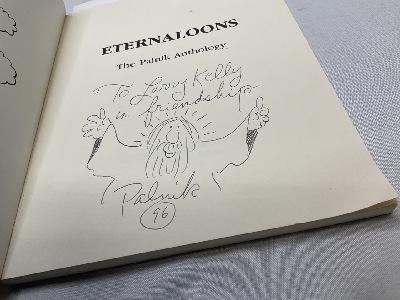 ETERNALOONS
The Palnik Anthology
To Larry Kelly
in friendship
Palnik
96